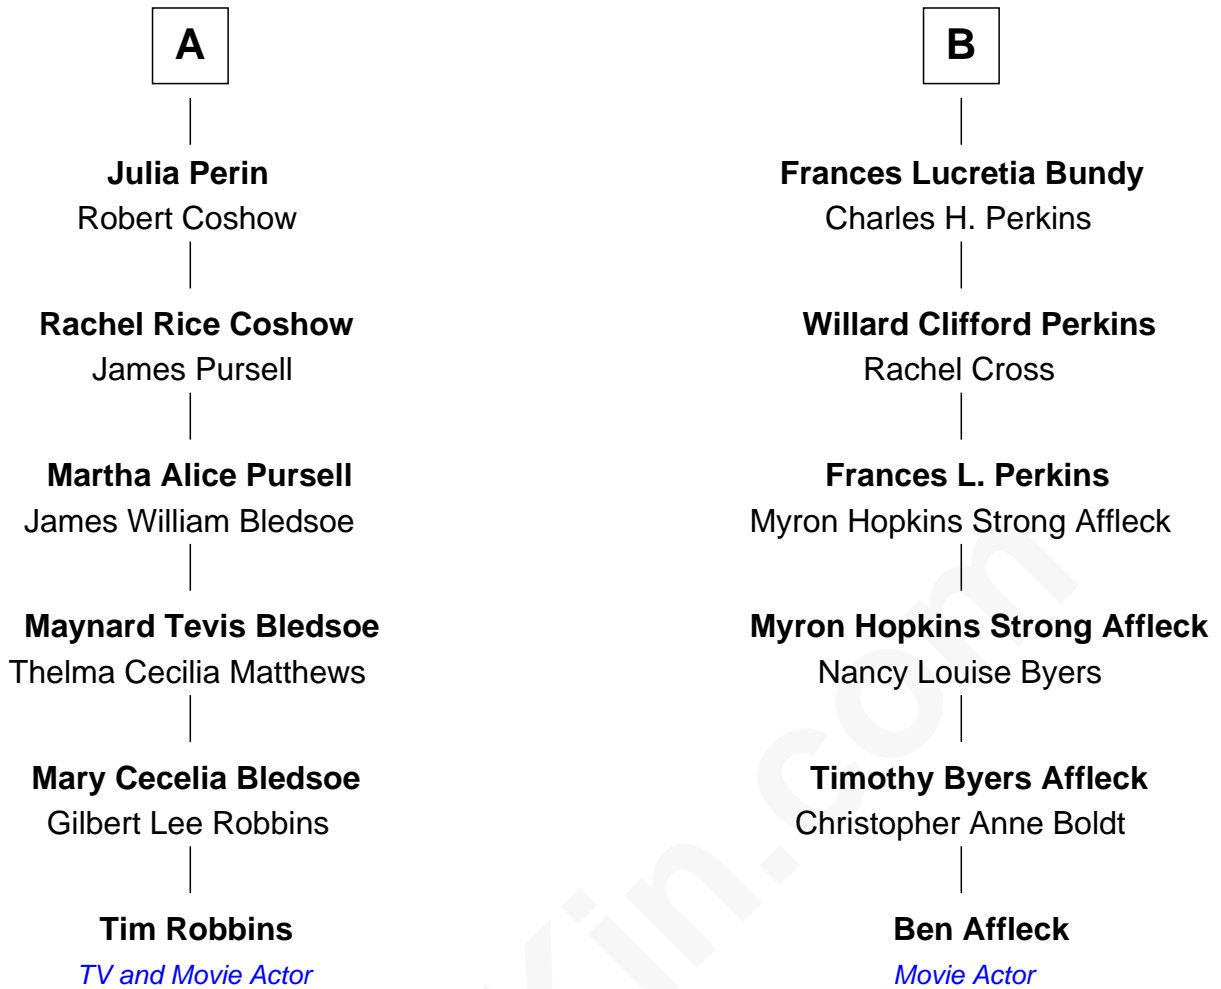 A
B
Julia Perin
Robert Coshow
Frances Lucretia Bundy
Charles H. Perkins
Rachel Rice Coshow
James Pursell
Willard Clifford Perkins
Rachel Cross
Martha Alice Pursell
James William Bledsoe
Frances L. Perkins
Myron Hopkins Strong Affleck
Maynard Tevis Bledsoe
Thelma Cecilia Matthews
Myron Hopkins Strong Affleck
Nancy Louise Byers
Mary Cecelia Bledsoe
Gilbert Lee Robbins
Timothy Byers Affleck
Christopher Anne Boldt
Tim Robbins
TV and Movie Actor
Ben Affleck
Movie Actor